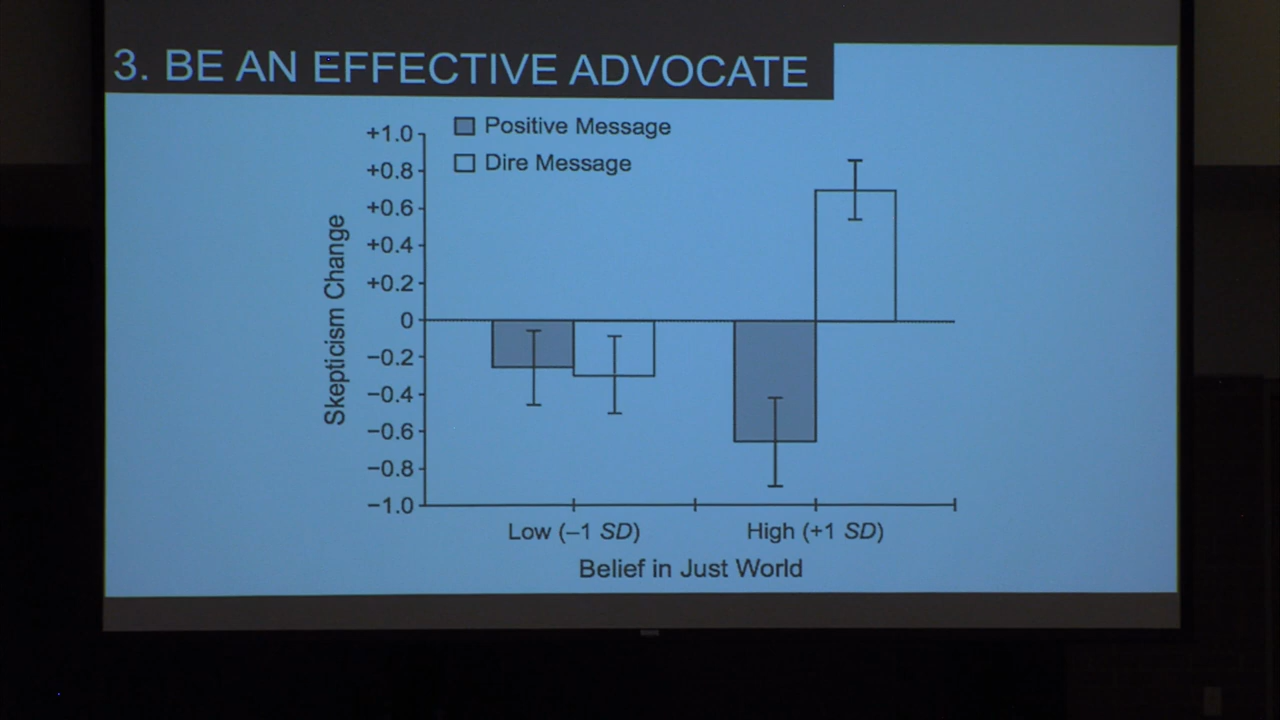 3. BE AN EFFECTIVE ADVOCATE
Positive Message
Dire Message
+1.0
+0.8
+0.6
+0.4
+0.2
0
−0.2
−0.4
−0.6
−0.8
−1.0
Skepticism Change
Low (–1 SD)
High (+1 SD)
Belief in Just World